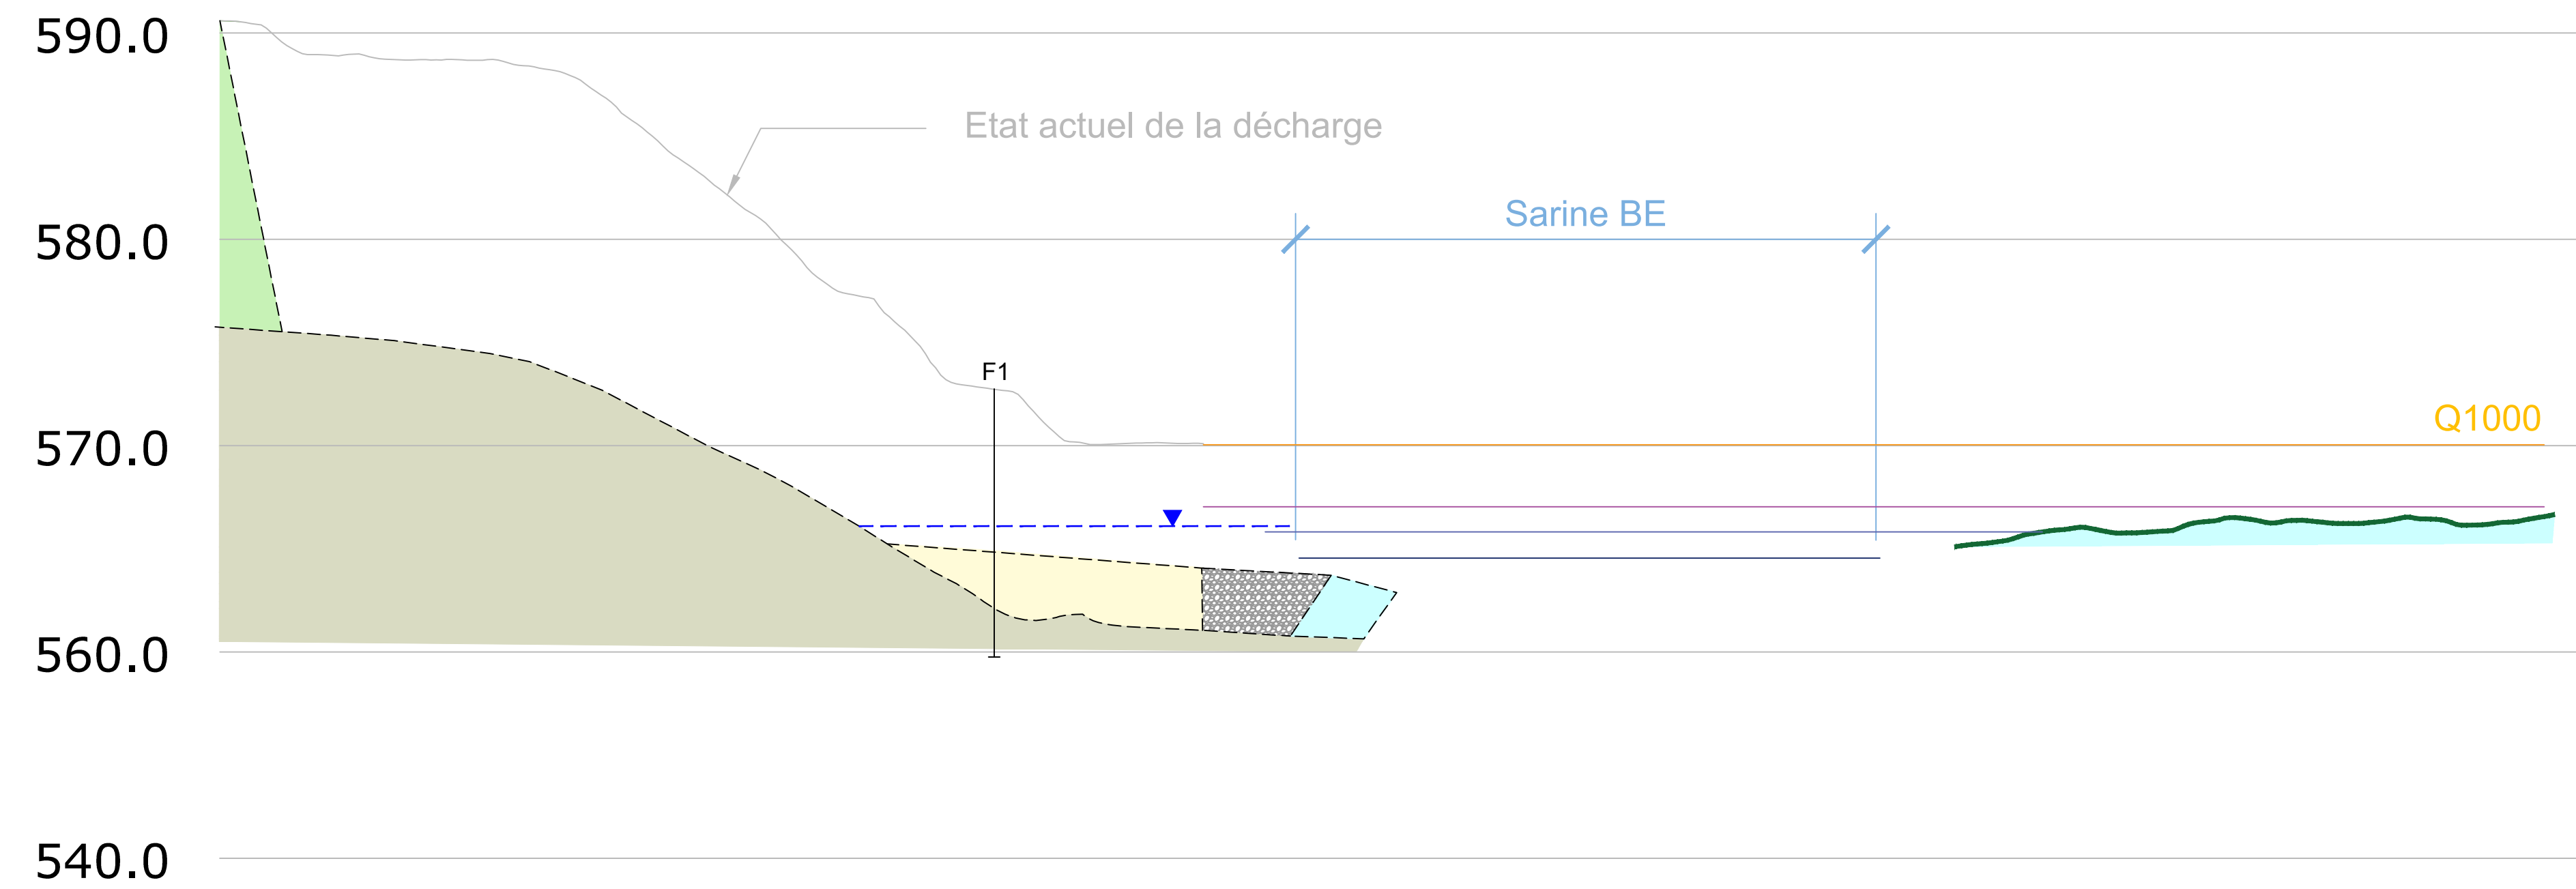 590.0
Etat actuel de la décharge
Sarine BE
580.0
F1
Q1000
570.0
560.0
540.0